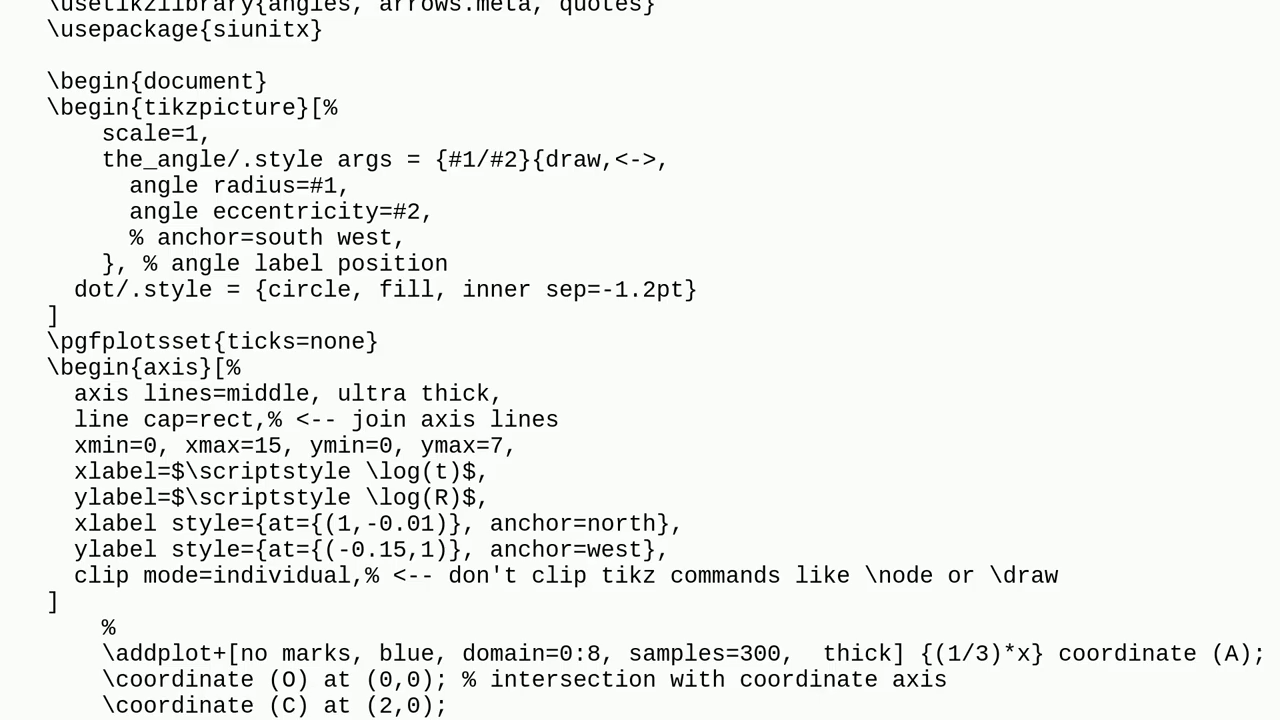 \usetikzlibrary{angles, arrows.meta, quotes}
\usepackage{siunitx}

\begin{document}
\begin{tikzpicture}[%
    scale=1,
    the_angle/.style args = {#1/#2}{draw,<->,
      angle radius=#1,
      angle eccentricity=#2,
      % anchor=south west,
    }, % angle label position
  dot/.style = {circle, fill, inner sep=-1.2pt}
]
\pgfplotsset{ticks=none}
\begin{axis}[%
  axis lines=middle, ultra thick,
  line cap=rect,% <-- join axis lines
  xmin=0, xmax=15, ymin=0, ymax=7,
  xlabel=$\scriptstyle \log(t)$,
  ylabel=$\scriptstyle \log(R)$,
  xlabel style={at={(1,-0.01)}, anchor=north},
  ylabel style={at={(-0.15,1)}, anchor=west},
  clip mode=individual,% <-- don't clip tikz commands like \node or \draw
]
    %
    \addplot+[no marks, blue, domain=0:8, samples=300,  thick] {(1/3)*x} coordinate (A);
    \coordinate (O) at (0,0); % intersection with coordinate axis
    \coordinate (C) at (2,0);